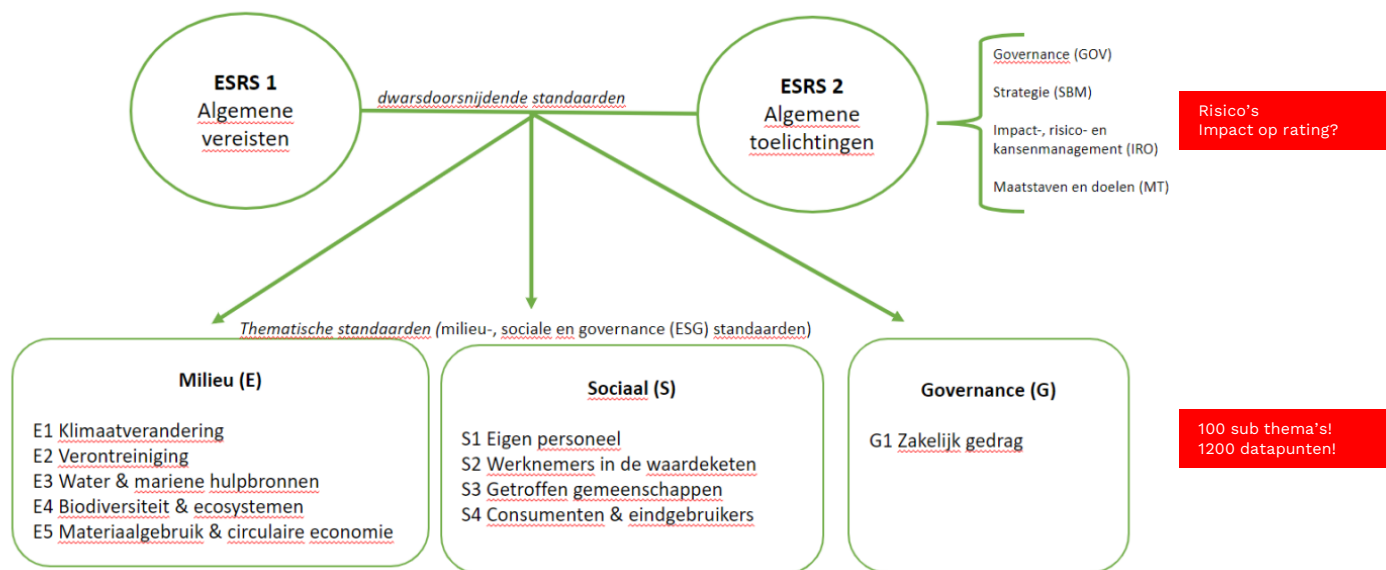 ESRS 1
Algemene
vereisten
dwarsdoorsnijdende standaarden
ESRS 2
Algemene
toelichtingen
Governance (GOV)
Strategie (SBM)
Impact-, risico- en
kansenmanagement (IRO)
Maatstaven en doelen (MT)
Risico's
Impact op rating?
Thematische standaarden (milieu-, sociale en governance (ESG) standaarden)
Milieu (E)
E1 Klimaatverandering
E2 Verontreiniging
E3 Water & mariene hulpbronnen
E4 Biodiversiteit & ecosystemen
E5 Materiaalgebruik & circulaire economie
Sociaal (S)
S1 Eigen personeel
S2 Werknemers in de waardeketen
S3 Getroffen gemeenschappen
S4 Consumenten & eindgebruikers
Governance (G)
G1 Zakelijk gedrag
100 sub thema's!
1200 datapunten!